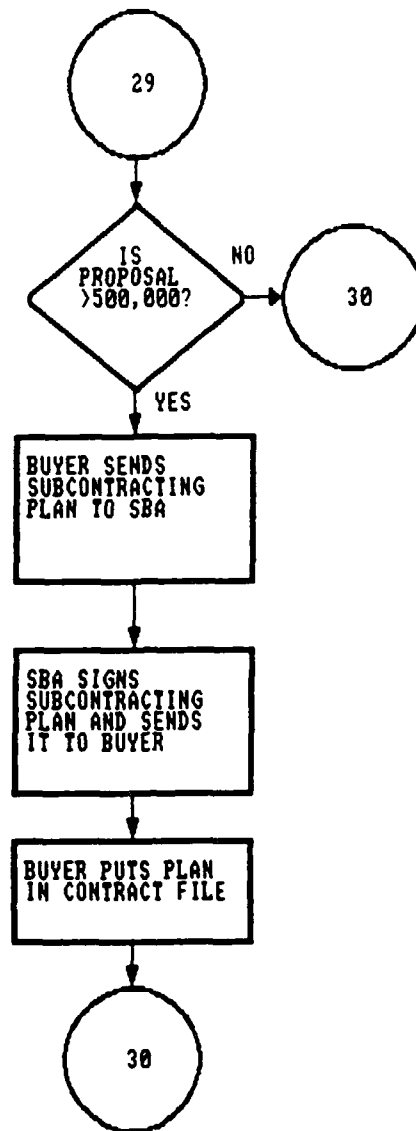 29
IS
PROPOSAL
>500,000?
NO
30
YES
BUYER SENDS
SUBCONTRACTING
PLAN TO SBA
SBA SIGNS
SUBCONTRACTING
PLAN AND SENDS
IT TO BUYER
BUYER PUTS PLAN
IN CONTRACT FILE
30